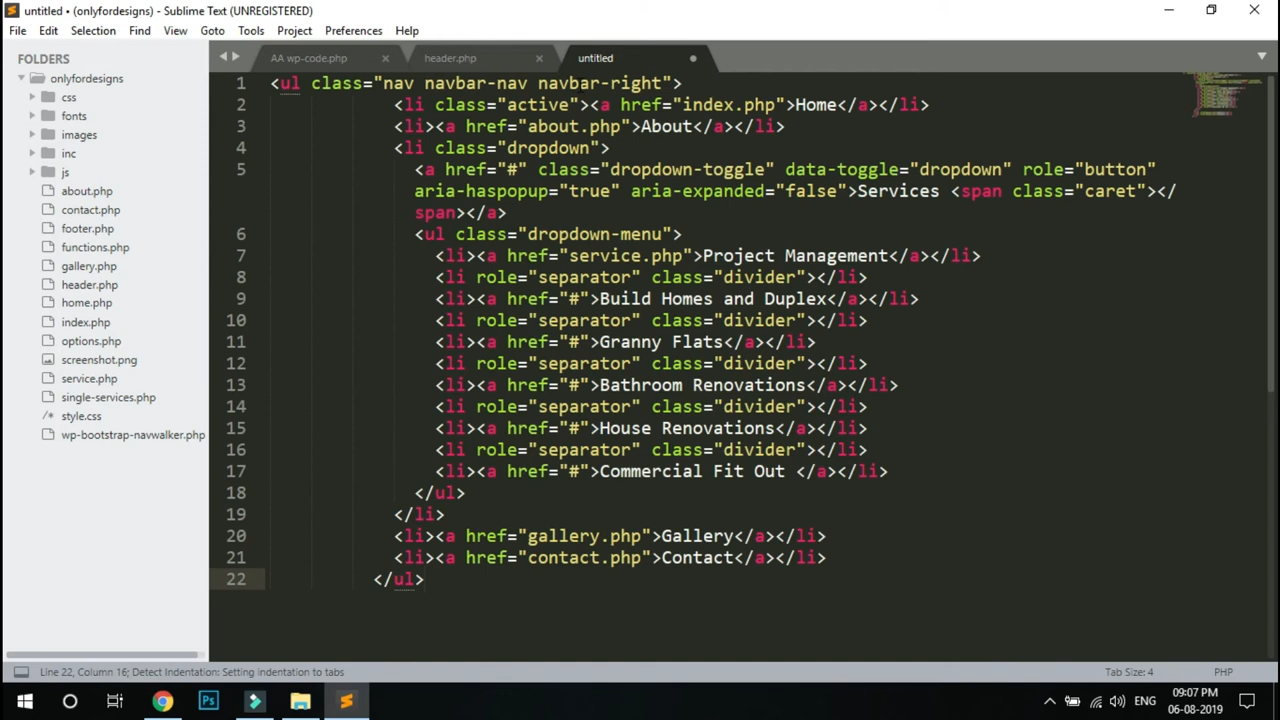 untitled • (onlyfordesigns) - Sublime Text (UNREGISTERED)
File Edit Selection Find View Goto Tools Project Preferences Help
AA wp-code.php header.php untitled
FOLDERS
onlyfordesigns
css
fonts
images
inc
js
about.php
contact.php
footer.php
functions.php
gallery.php
header.php
home.php
index.php
options.php
screenshot.png
service.php
single-services.php
/* style.css
wp-bootstrap-navwalker.php
1 <ul class="nav navbar-nav navbar-right">
2 <li class="active"><a href="index.php">Home</a></li>
3 <li><a href="about.php">About</a></li>
4 <li class="dropdown">
5 <a href="#" class="dropdown-toggle" data-toggle="dropdown" role="button"
aria-haspopup="true" aria-expanded="false">Services <span class="caret"></
span></a>
6 <ul class="dropdown-menu">
7 <li><a href="service.php">Project Management</a></li>
8 <li role="separator" class="divider"></li>
9 <li><a href="#">Build Homes and Duplex</a></li>
10 <li role="separator" class="divider"></li>
11 <li><a href="#">Granny Flats</a></li>
12 <li role="separator" class="divider"></li>
13 <li><a href="#">Bathroom Renovations</a></li>
14 <li role="separator" class="divider"></li>
15 <li><a href="#">House Renovations</a></li>
16 <li role="separator" class="divider"></li>
17 <li><a href="#">Commercial Fit Out </a></li>
18 </ul>
19 </li>
20 <li><a href="gallery.php">Gallery</a></li>
21 <li><a href="contact.php">Contact</a></li>
22 </ul>
Line 22, Column 16; Detect Indentation: Setting indentation to tabs Tab Size: 4 PHP
Ps ENG 09:07 PM
06-08-2019